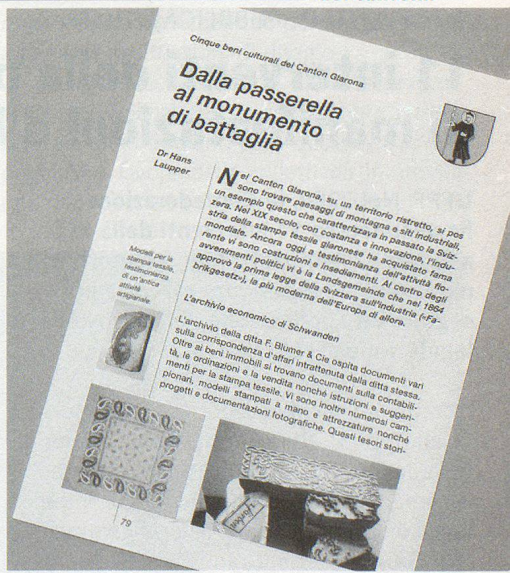 Cinque beni culturali del Canton Glarona
Dalla passerella
al monumento
di battaglia
Dr Hans
Laupper
Nel Canton Glarona, su un territorio ristretto, si pos
sono trovare paesaggi di montagna e siti industriali,
un esempio questo che caratterizzava in passato la Sviz-
zera. Nel XIX secolo, con costanza e innovazione, l'indu-
stria della stampa tessile glaronese ha acquistato fama
mondiale. Ancora oggi a testimonianza dell'attività fio-
rente vi sono costruzioni e insediamenti. Al centro degli
avvenimenti politici vi è la Landsgemeinde che nel 1864
approvò la prima legge della Svizzera sull'industria («Fa-
brikgesetz»), la più moderna dell'Europa di allora.
Modelli per la
stampa tessile,
testimonianza
di un'antica
attività
artigianale.
L'archivio economico di Schwanden
L'archivio della ditta F. Blumer & Cie ospita documenti vari
sulla corrispondenza d'affari intrattenuta dalla ditta stessa.
Oltre ai beni immobili si trovano documenti sulla contabili-
tà, le ordinazioni e la vendita nonché istruzioni e suggeri-
menti per la stampa tessile. Vi sono inoltre numerosi cam-
pionari, modelli stampati a mano e attrezzature nonché
progetti e documentazioni fotografiche. Questi tesori stori-
79